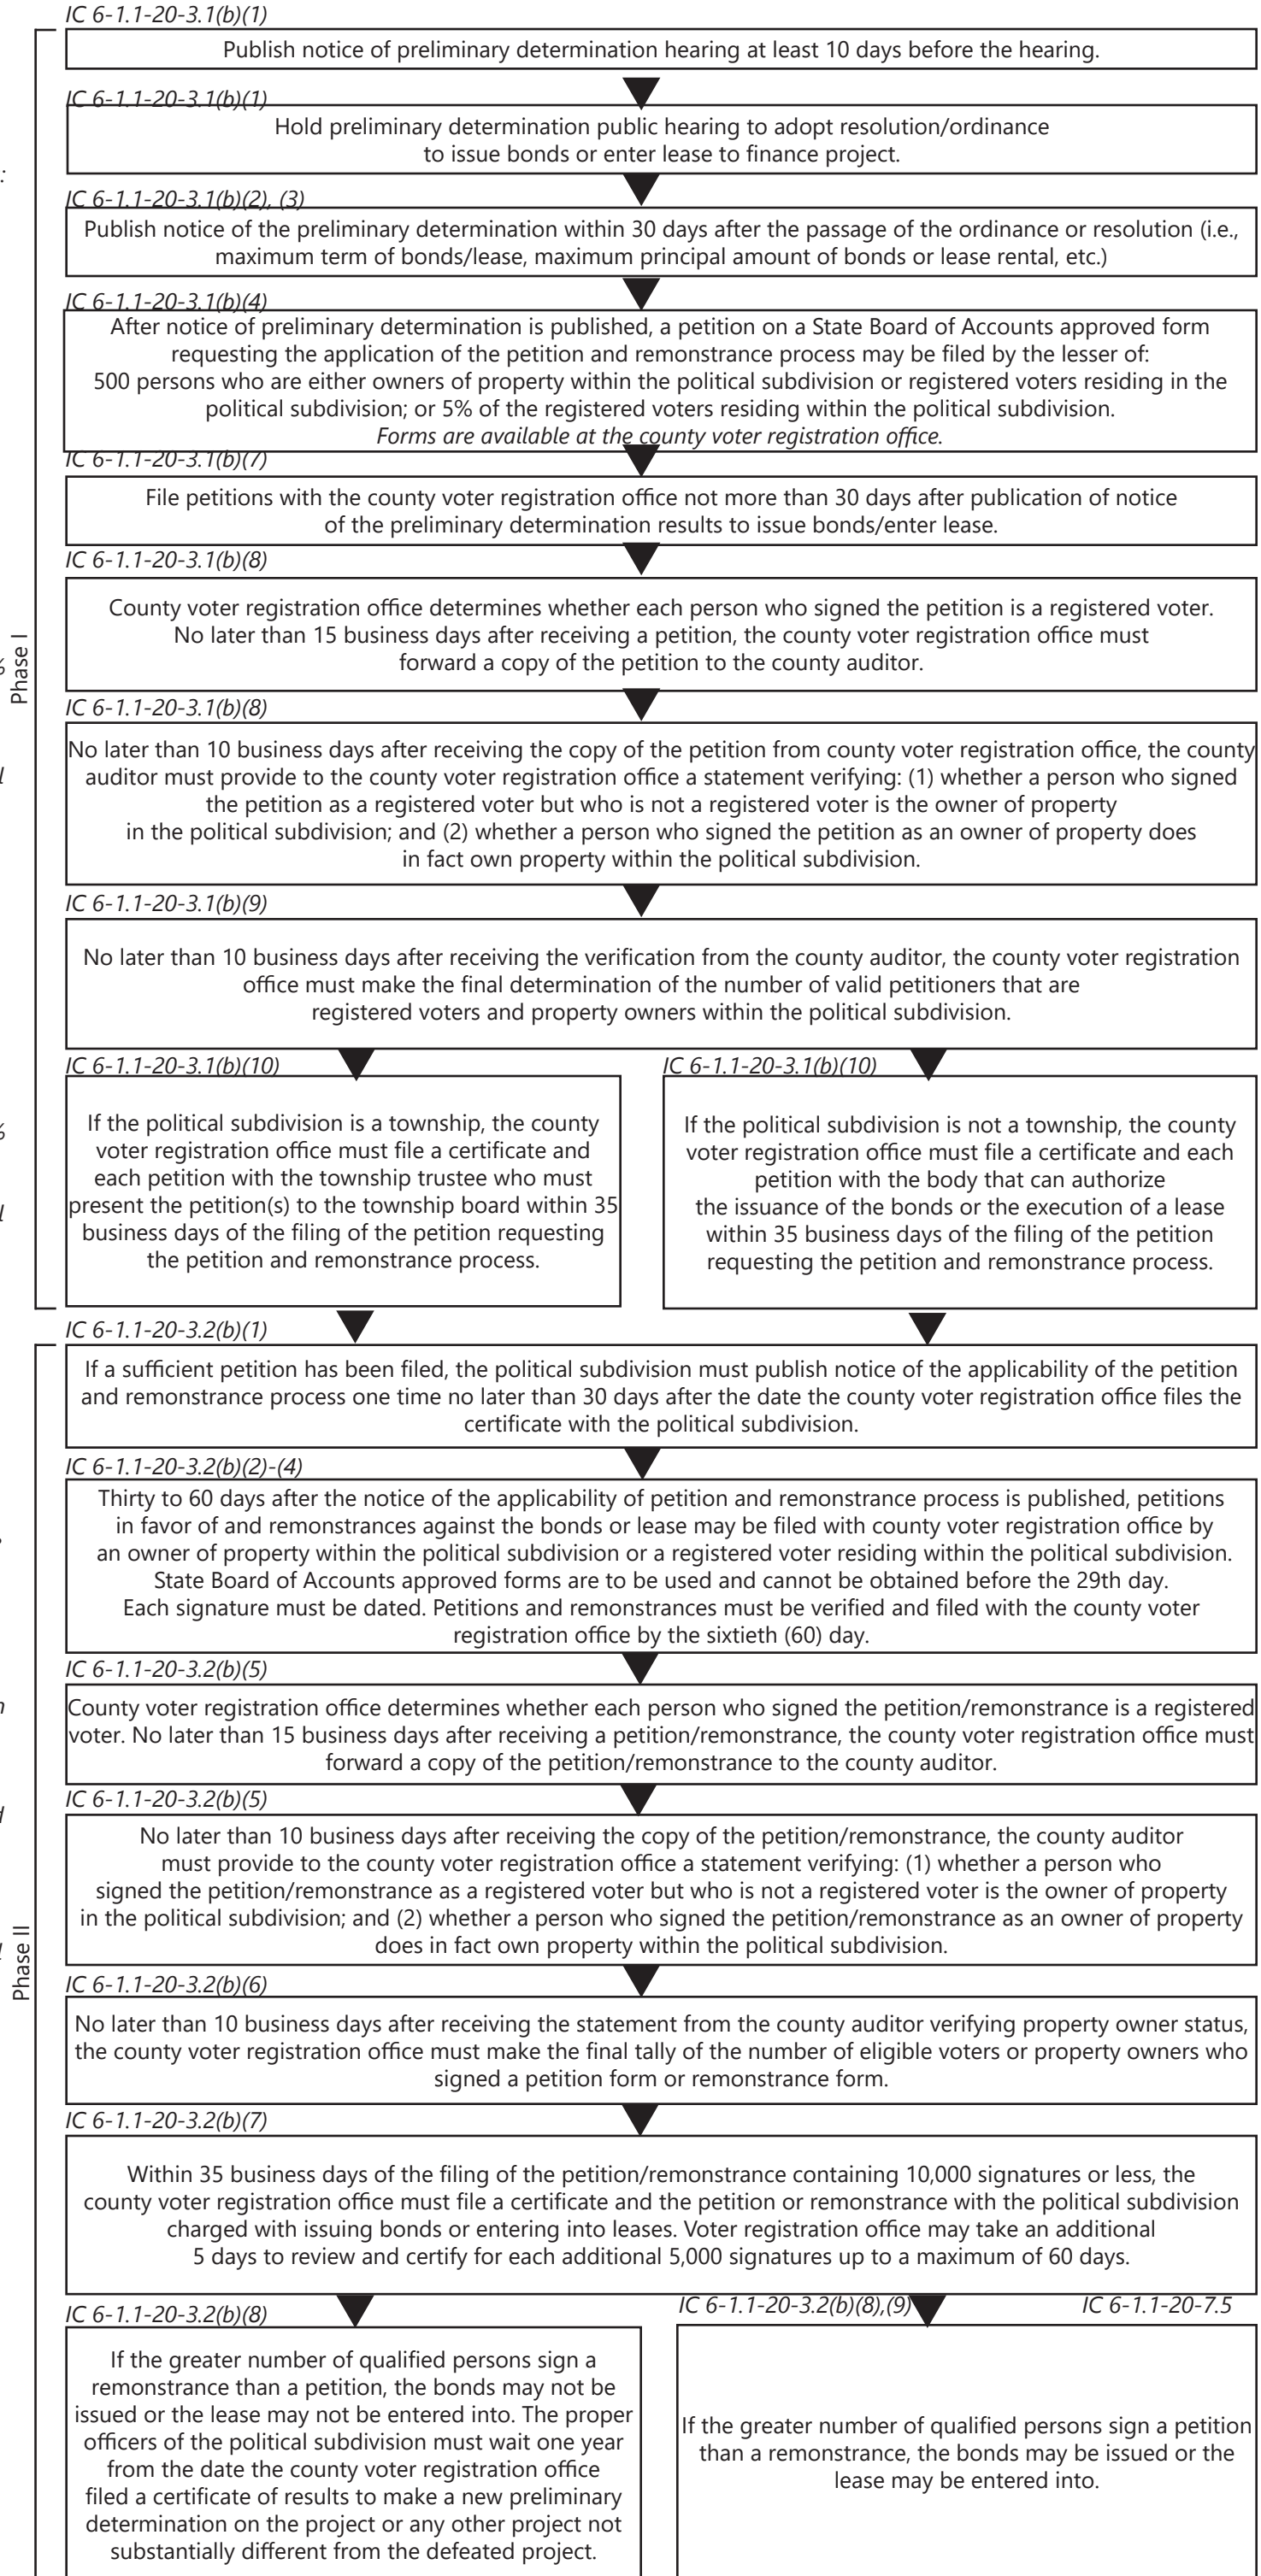 IC 6-1.1-20-3.1(b)(1)
Publish notice of preliminary determination hearing at least 10 days before the hearing.
IC 6-1.1-20-3.1(b)(1)
Hold preliminary determination public hearing to adopt resolution/ordinance
to issue bonds or enter lease to finance project.
:
IC 6-1.1-20-3.1(b)(2), (3)
Publish notice of the preliminary determination within 30 days after the passage of the ordinance or resolution (i.e.,
maximum term of bonds/lease, maximum principal amount of bonds or lease rental, etc.)
IC 6-1.1-20-3.1(b)(4)
After notice of preliminary determination is published, a petition on a State Board of Accounts approved form
requesting the application of the petition and remonstrance process may be filed by the lesser of:
500 persons who are either owners of property within the political subdivision or registered voters residing in the
political subdivision; or 5% of the registered voters residing within the political subdivision.
Forms are available at the county voter registration office.
IC 6-1.1-20-3.1(b)(7)
File petitions with the county voter registration office not more than 30 days after publication of notice
of the preliminary determination results to issue bonds/enter lease.
IC 6-1.1-20-3.1(b)(8)
County voter registration office determines whether each person who signed the petition is a registered voter.
No later than 15 business days after receiving a petition, the county voter registration office must
forward a copy of the petition to the county auditor.
Phase I
IC 6-1.1-20-3.1(b)(8)
No later than 10 business days after receiving the copy of the petition from county voter registration office, the county
auditor must provide to the county voter registration office a statement verifying: (1) whether a person who signed
the petition as a registered voter but who is not a registered voter is the owner of property
in the political subdivision; and (2) whether a person who signed the petition as an owner of property does
in fact own property within the political subdivision.
IC 6-1.1-20-3.1(b)(9)
No later than 10 business days after receiving the verification from the county auditor, the county voter registration
office must make the final determination of the number of valid petitioners that are
registered voters and property owners within the political subdivision.
IC 6-1.1-20-3.1(b)(10)
If the political subdivision is a township, the county
voter registration office must file a certificate and
each petition with the township trustee who must
present the petition(s) to the township board within 35
business days of the filing of the petition requesting
the petition and remonstrance process.
IC 6-1.1-20-3.1(b)(10)
If the political subdivision is not a township, the county
voter registration office must file a certificate and each
petition with the body that can authorize
the issuance of the bonds or the execution of a lease
within 35 business days of the filing of the petition
requesting the petition and remonstrance process.
IC 6-1.1-20-3.2(b)(1)
If a sufficient petition has been filed, the political subdivision must publish notice of the applicability of the petition
and remonstrance process one time no later than 30 days after the date the county voter registration office files the
certificate with the political subdivision.
IC 6-1.1-20-3.2(b)(2)-(4)
Thirty to 60 days after the notice of the applicability of petition and remonstrance process is published, petitions
in favor of and remonstrances against the bonds or lease may be filed with county voter registration office by
an owner of property within the political subdivision or a registered voter residing within the political subdivision.
State Board of Accounts approved forms are to be used and cannot be obtained before the 29th day.
Each signature must be dated. Petitions and remonstrances must be verified and filed with the county voter
registration office by the sixtieth (60) day.
IC 6-1.1-20-3.2(b)(5)
County voter registration office determines whether each person who signed the petition/remonstrance is a registered
voter. No later than 15 business days after receiving a petition/remonstrance, the county voter registration office must
forward a copy of the petition/remonstrance to the county auditor.
IC 6-1.1-20-3.2(b)(5)
No later than 10 business days after receiving the copy of the petition/remonstrance, the county auditor
must provide to the county voter registration office a statement verifying: (1) whether a person who
signed the petition/remonstrance as a registered voter but who is not a registered voter is the owner of property
in the political subdivision; and (2) whether a person who signed the petition/remonstrance as an owner of property
does in fact own property within the political subdivision.
Phase II
IC 6-1.1-20-3.2(b)(6)
No later than 10 business days after receiving the statement from the county auditor verifying property owner status,
the county voter registration office must make the final tally of the number of eligible voters or property owners who
signed a petition form or remonstrance form.
IC 6-1.1-20-3.2(b)(7)
Within 35 business days of the filing of the petition/remonstrance containing 10,000 signatures or less, the
county voter registration office must file a certificate and the petition or remonstrance with the political subdivision
charged with issuing bonds or entering into leases. Voter registration office may take an additional
5 days to review and certify for each additional 5,000 signatures up to a maximum of 60 days.
IC 6-1.1-20-3.2(b)(8)
If the greater number of qualified persons sign a
remonstrance than a petition, the bonds may not be
issued or the lease may not be entered into. The proper
officers of the political subdivision must wait one year
from the date the county voter registration office
filed a certificate of results to make a new preliminary
determination on the project or any other project not
substantially different from the defeated project.
IC 6-1.1-20-3.2(b)(8),(9)
IC 6-1.1-20-7.5
If the greater number of qualified persons sign a petition
than a remonstrance, the bonds may be issued or the
lease may be entered into.